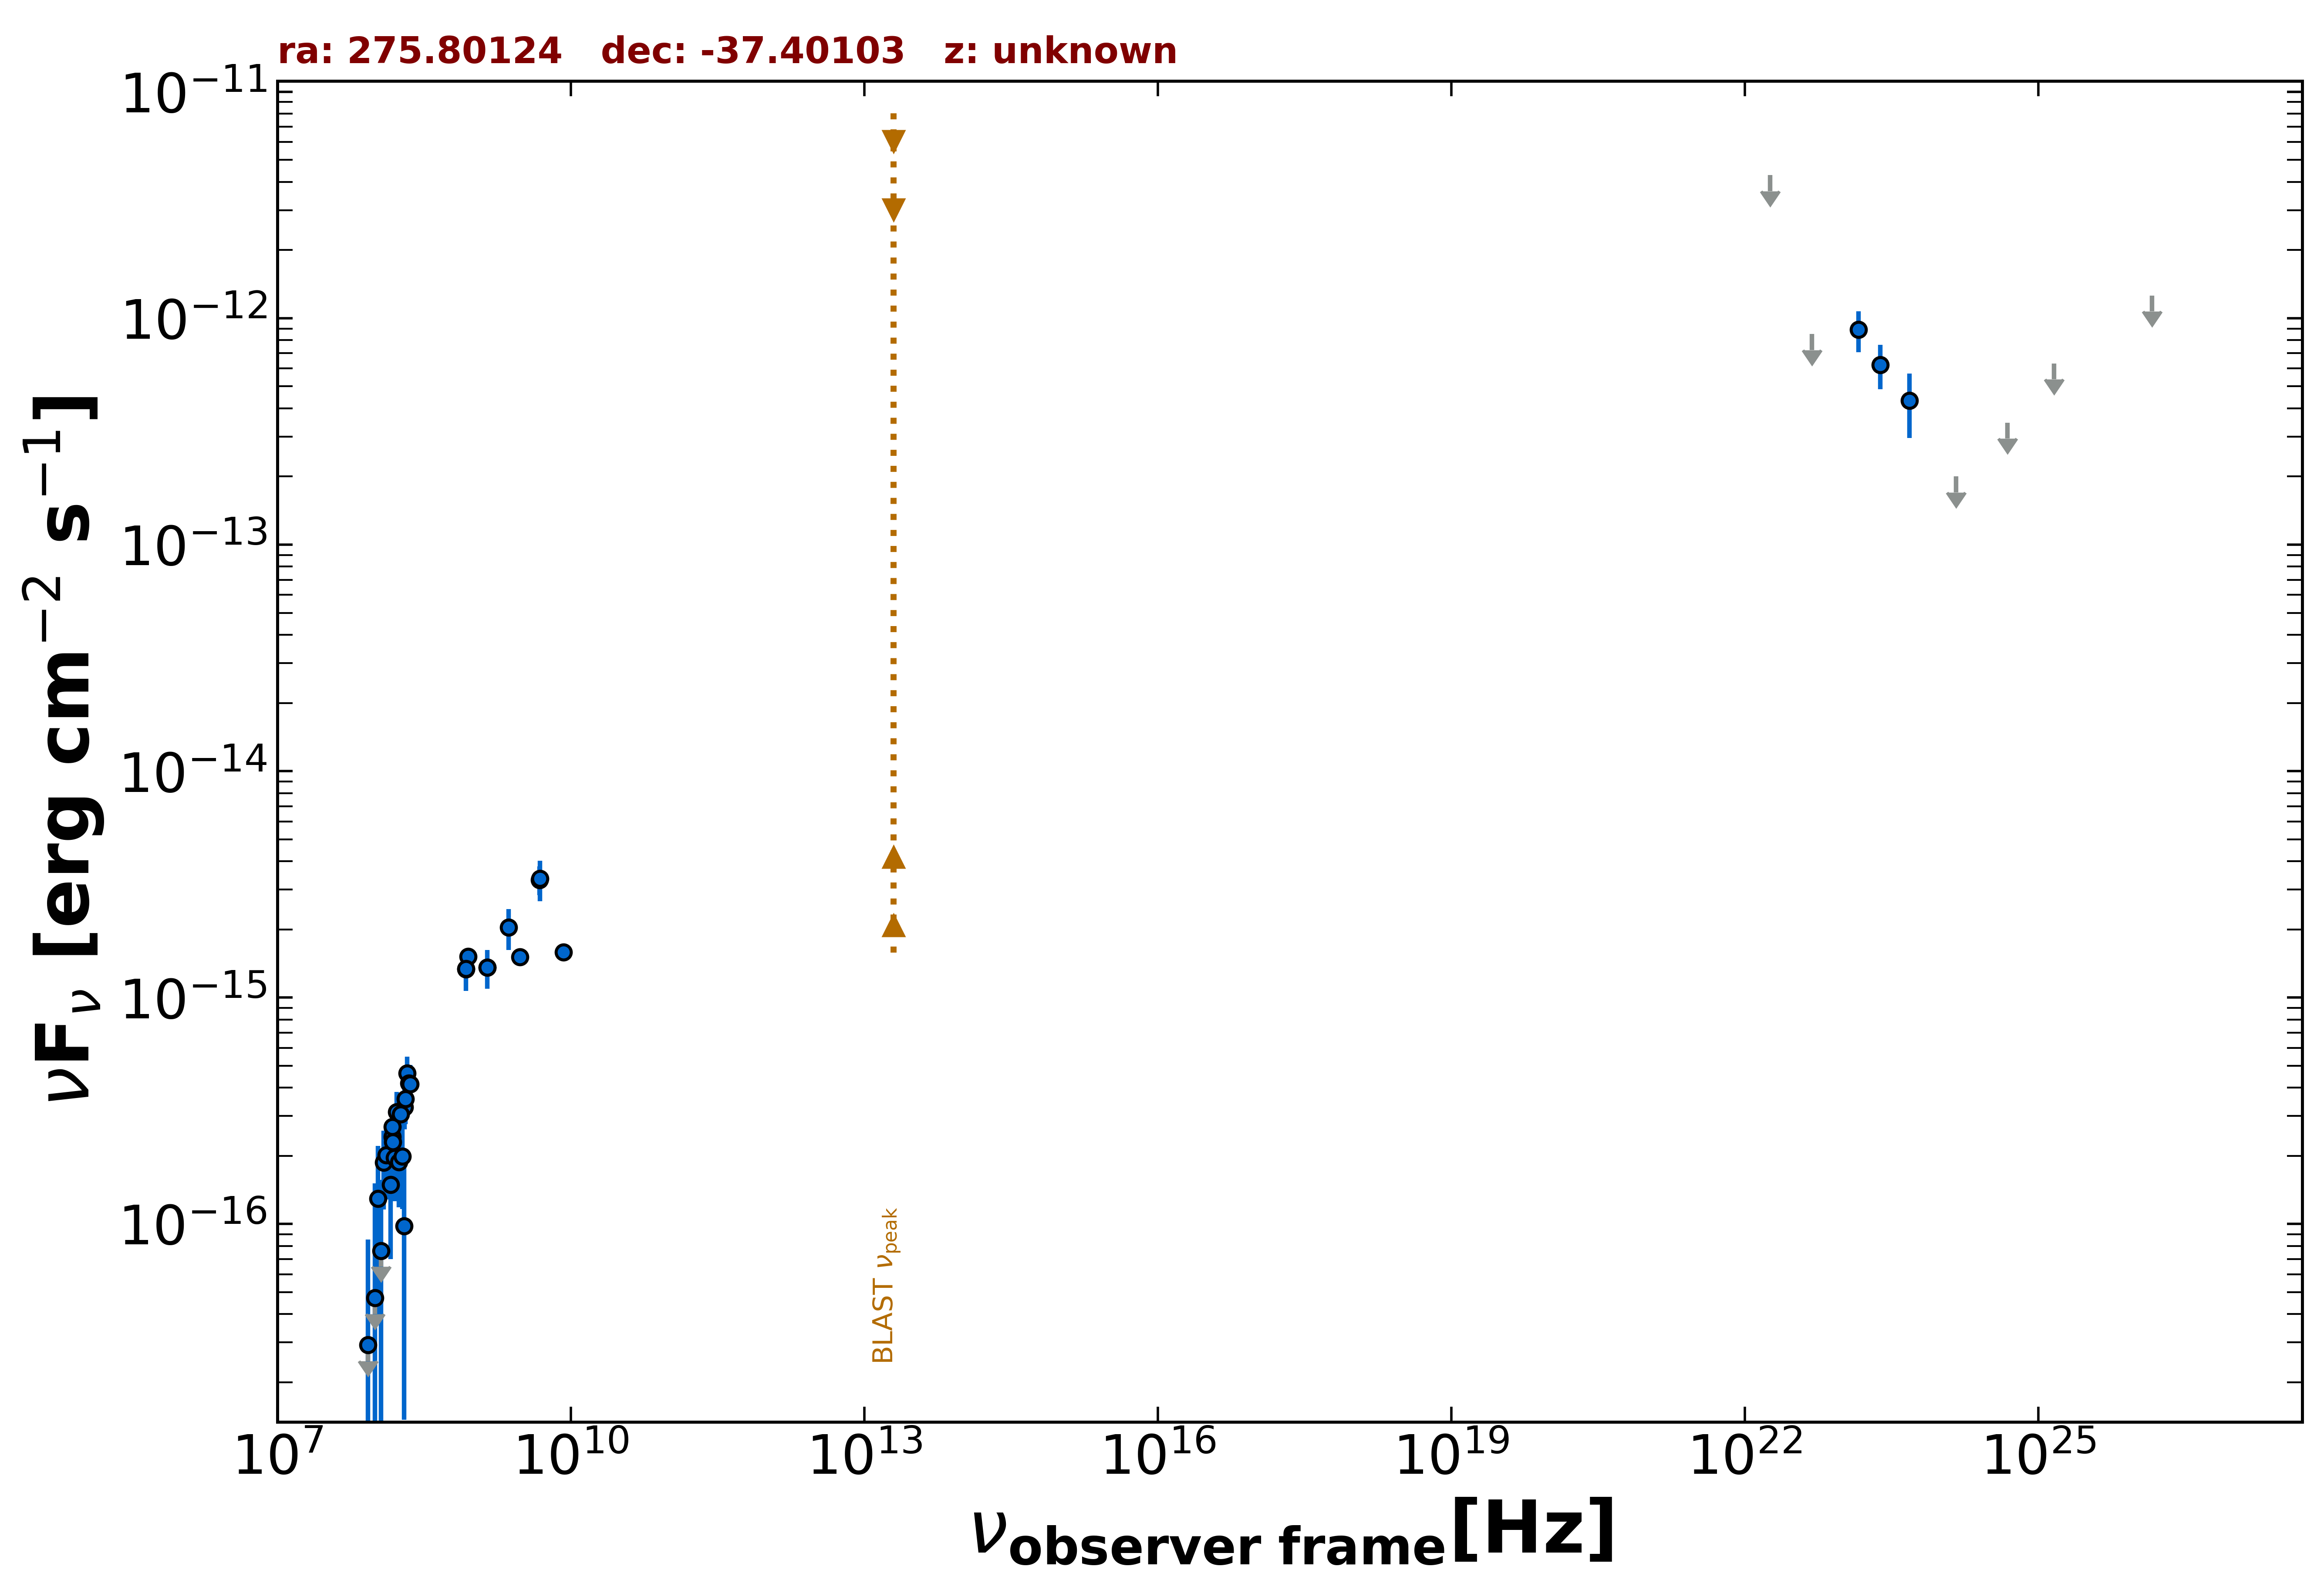 ra: 275.80124   dec: -37.40103   z: unknown
10⁻¹¹
10⁻¹²
10⁻¹³
10⁻¹⁴
10⁻¹⁵
10⁻¹⁶
νFν [erg cm⁻² s⁻¹]
BLAST νpeak
10⁷ 10¹⁰ 10¹³ 10¹⁶ 10¹⁹ 10²² 10²⁵
νobserver frame[Hz]